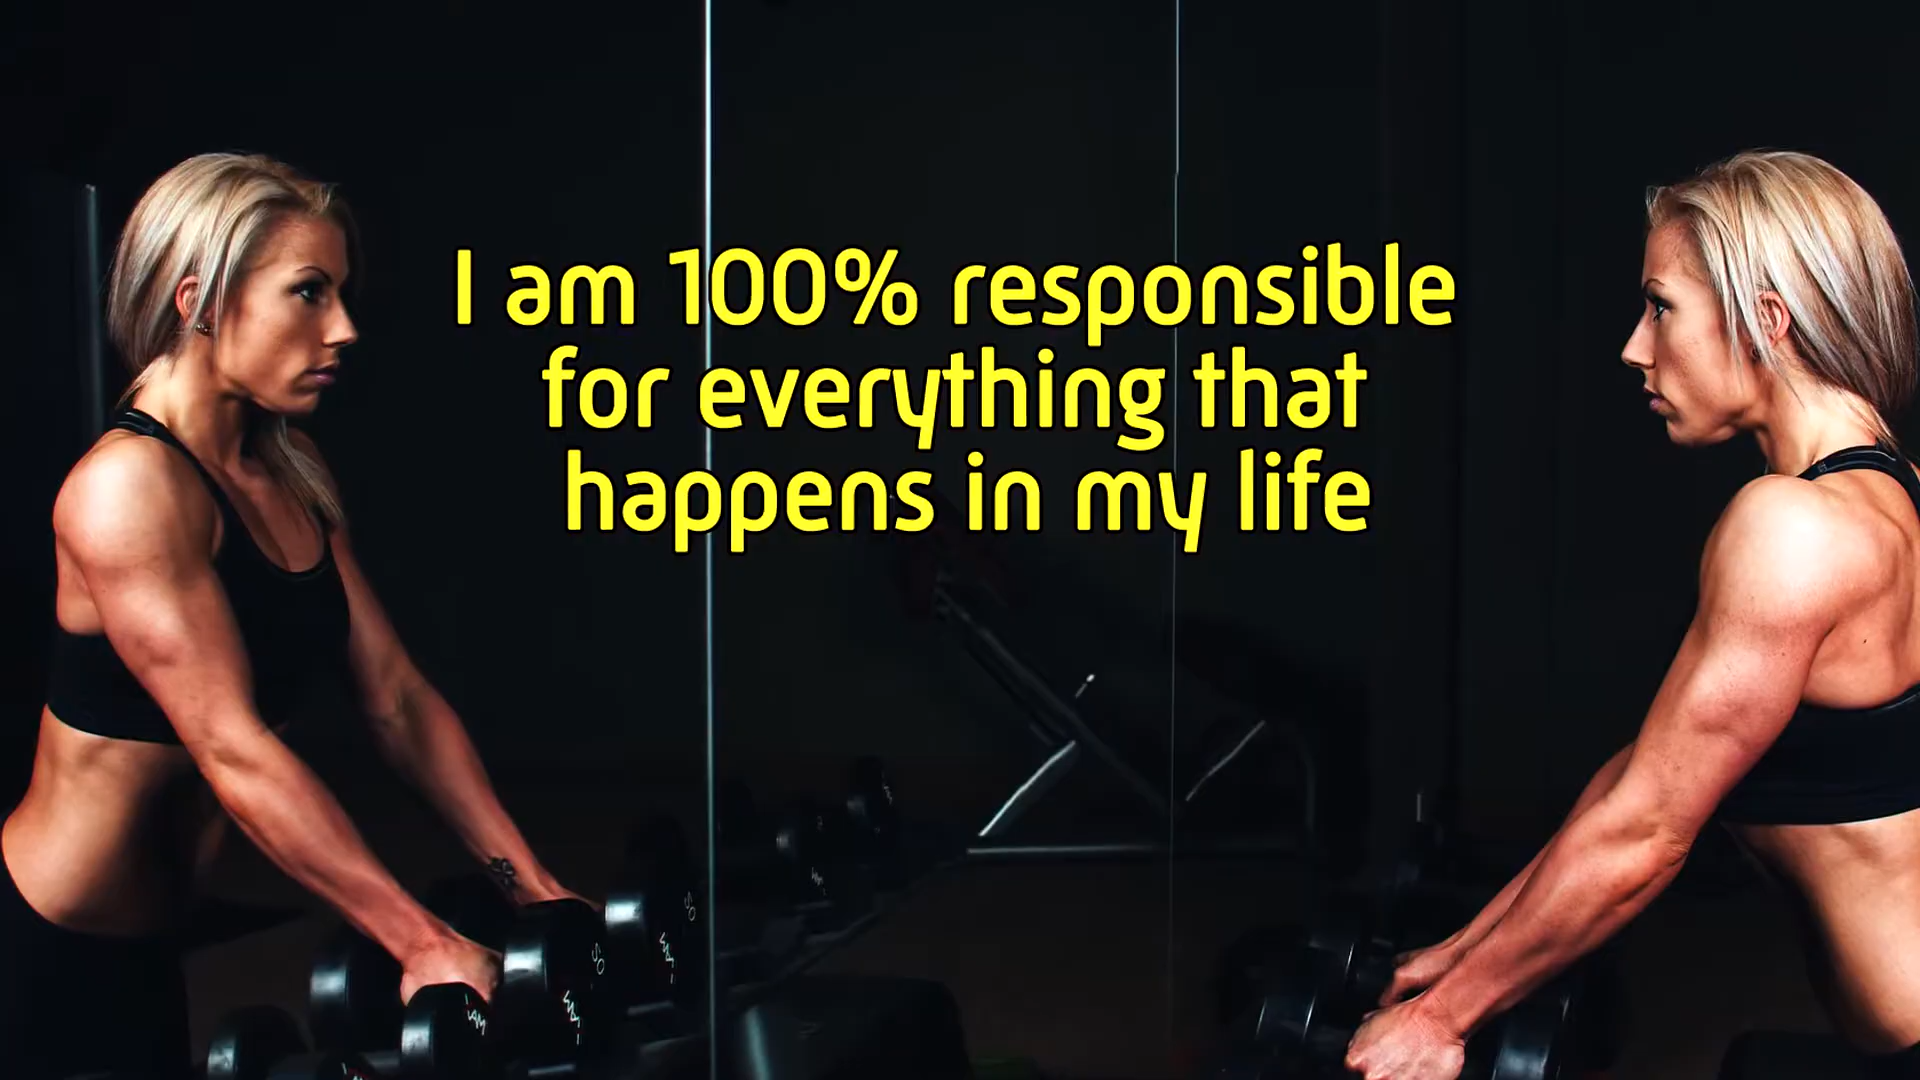 I am 100% responsible
for everything that
happens in my life